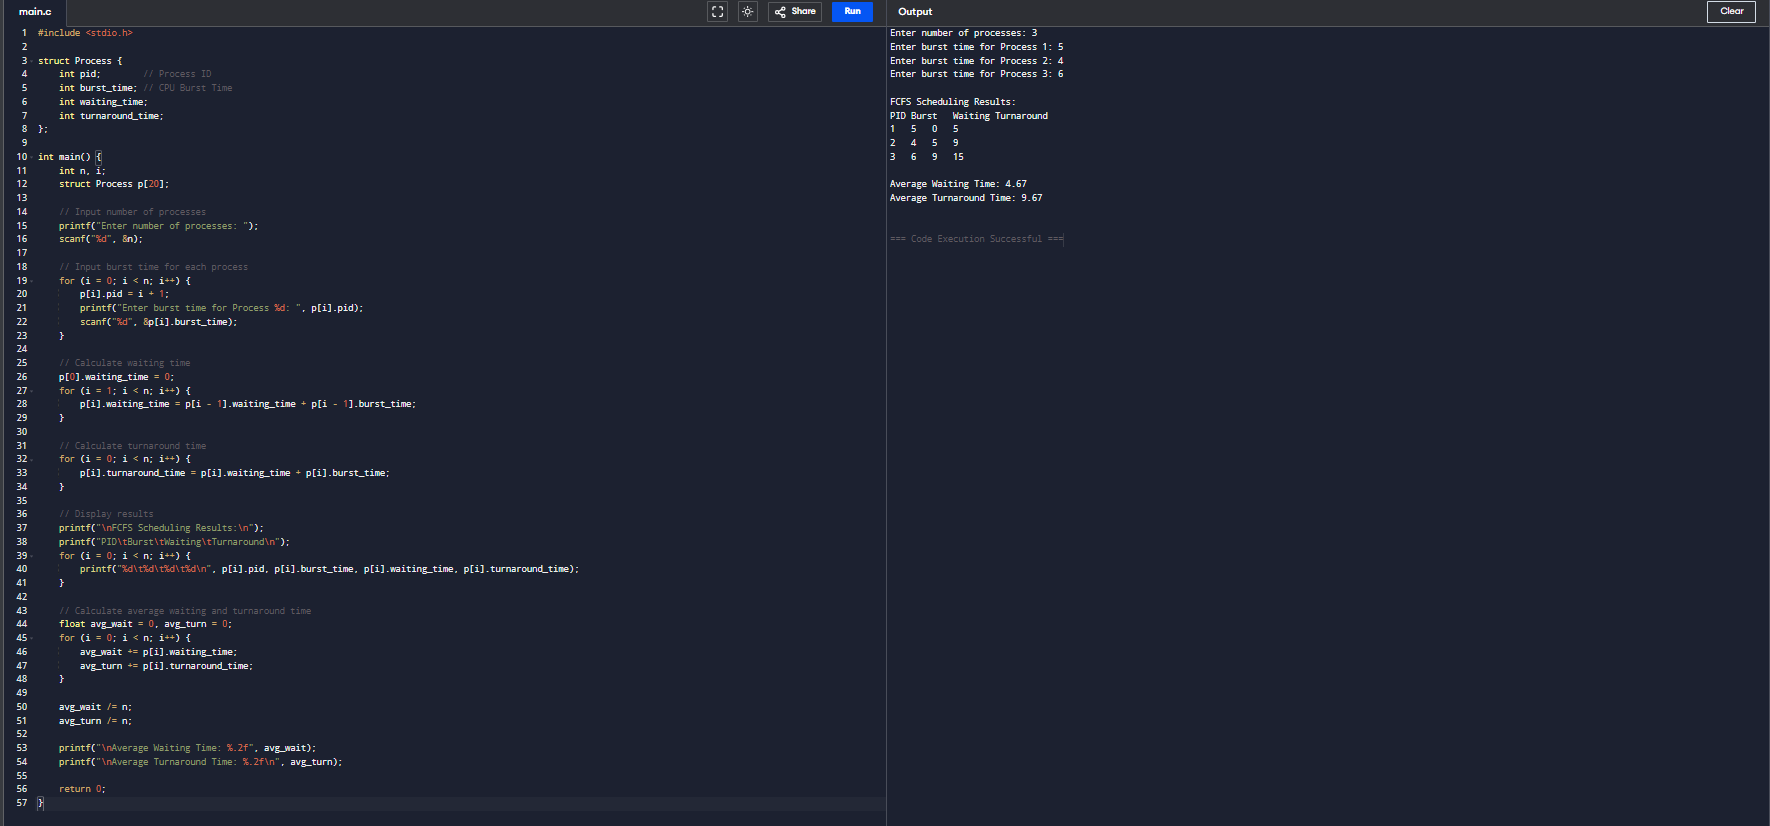 main.c
Share
Run
1 #include <stdio.h>
2
3 struct Process {
4     int pid;        // Process ID
5     int burst_time; // CPU Burst Time
6     int waiting_time;
7     int turnaround_time;
8 };
9
10 int main() {
11     int n, i;
12     struct Process p[20];
13
14     // Input number of processes
15     printf("Enter number of processes: ");
16     scanf("%d", &n);
17
18     // Input burst time for each process
19     for (i = 0; i < n; i++) {
20         p[i].pid = i + 1;
21         printf("Enter burst time for Process %d: ", p[i].pid);
22         scanf("%d", &p[i].burst_time);
23     }
24
25     // Calculate waiting time
26     p[0].waiting_time = 0;
27     for (i = 1; i < n; i++) {
28         p[i].waiting_time = p[i - 1].waiting_time + p[i - 1].burst_time;
29     }
30
31     // Calculate turnaround time
32     for (i = 0; i < n; i++) {
33         p[i].turnaround_time = p[i].waiting_time + p[i].burst_time;
34     }
35
36     // Display results
37     printf("\nFCFS Scheduling Results:\n");
38     printf("PID\tBurst\tWaiting\tTurnaround\n");
39     for (i = 0; i < n; i++) {
40         printf("%d\t%d\t%d\t%d\n", p[i].pid, p[i].burst_time, p[i].waiting_time, p[i].turnaround_time);
41     }
42
43     // Calculate average waiting and turnaround time
44     float avg_wait = 0, avg_turn = 0;
45     for (i = 0; i < n; i++) {
46         avg_wait += p[i].waiting_time;
47         avg_turn += p[i].turnaround_time;
48     }
49
50     avg_wait /= n;
51     avg_turn /= n;
52
53     printf("\nAverage Waiting Time: %.2f", avg_wait);
54     printf("\nAverage Turnaround Time: %.2f\n", avg_turn);
55
56     return 0;
57 }
Output
Clear
Enter number of processes: 3
Enter burst time for Process 1: 5
Enter burst time for Process 2: 4
Enter burst time for Process 3: 6
FCFS Scheduling Results:
PID Burst   Waiting Turnaround
1   5   0   5
2   4   5   9
3   6   9   15
Average Waiting Time: 4.67
Average Turnaround Time: 9.67
=== Code Execution Successful ===